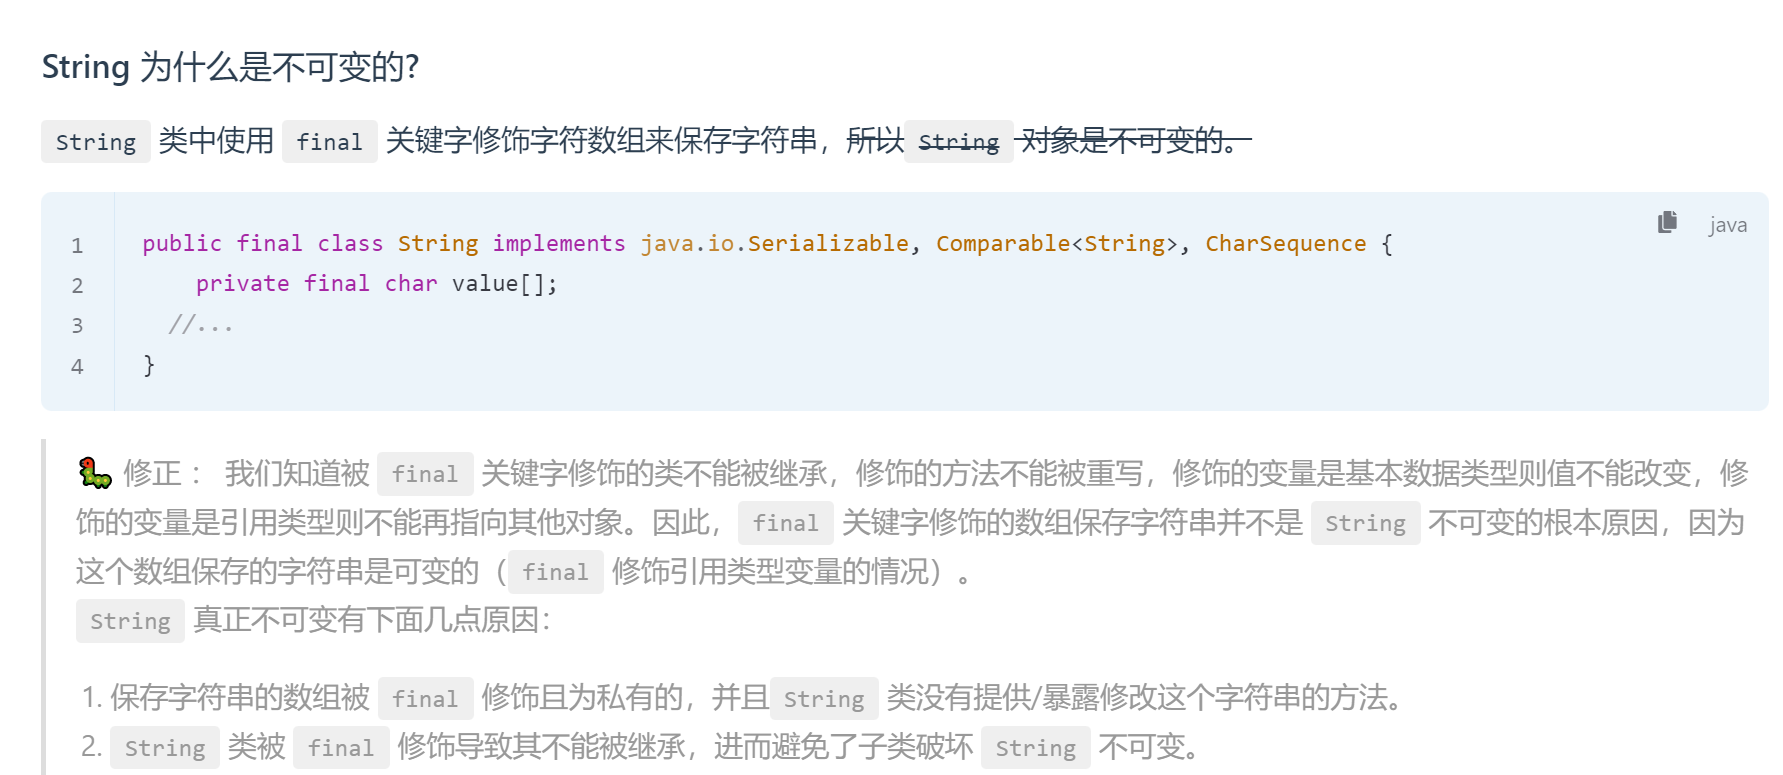 String 为什么是不可变的?
String 类中使用 final 关键字修饰字符数组来保存字符串，所以 String 对象是不可变的。
java
1 public final class String implements java.io.Serializable, Comparable<String>, CharSequence {
2 private final char value[];
3 //...
4 }
修正： 我们知道被 final 关键字修饰的类不能被继承，修饰的方法不能被重写，修饰的变量是基本数据类型则值不能改变，修
饰的变量是引用类型则不能再指向其他对象。因此， final 关键字修饰的数组保存字符串并不是 String 不可变的根本原因，因为
这个数组保存的字符串是可变的（ final 修饰引用类型变量的情况）。
String 真正不可变有下面几点原因：
1. 保存字符串的数组被 final 修饰且为私有的，并且 String 类没有提供/暴露修改这个字符串的方法。
2. String 类被 final 修饰导致其不能被继承，进而避免了子类破坏 String 不可变。